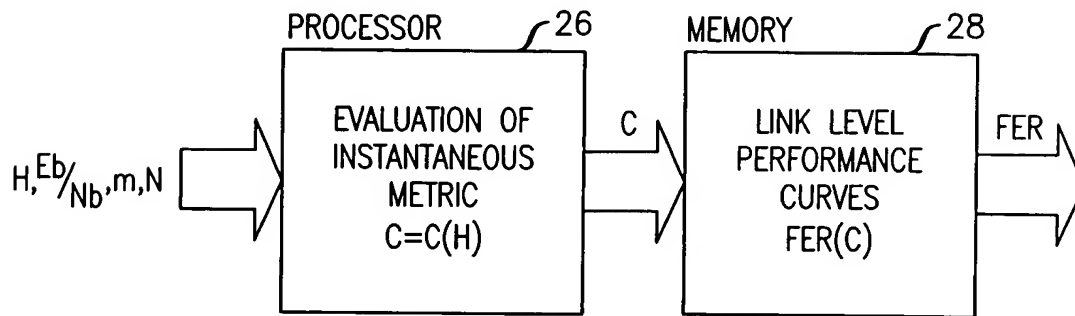 PROCESSOR 26
MEMORY 28
H, Eb/Nb, m, N
EVALUATION OF
INSTANTANEOUS
METRIC
C=C(H)
C
LINK LEVEL
PERFORMANCE
CURVES
FER(C)
FER